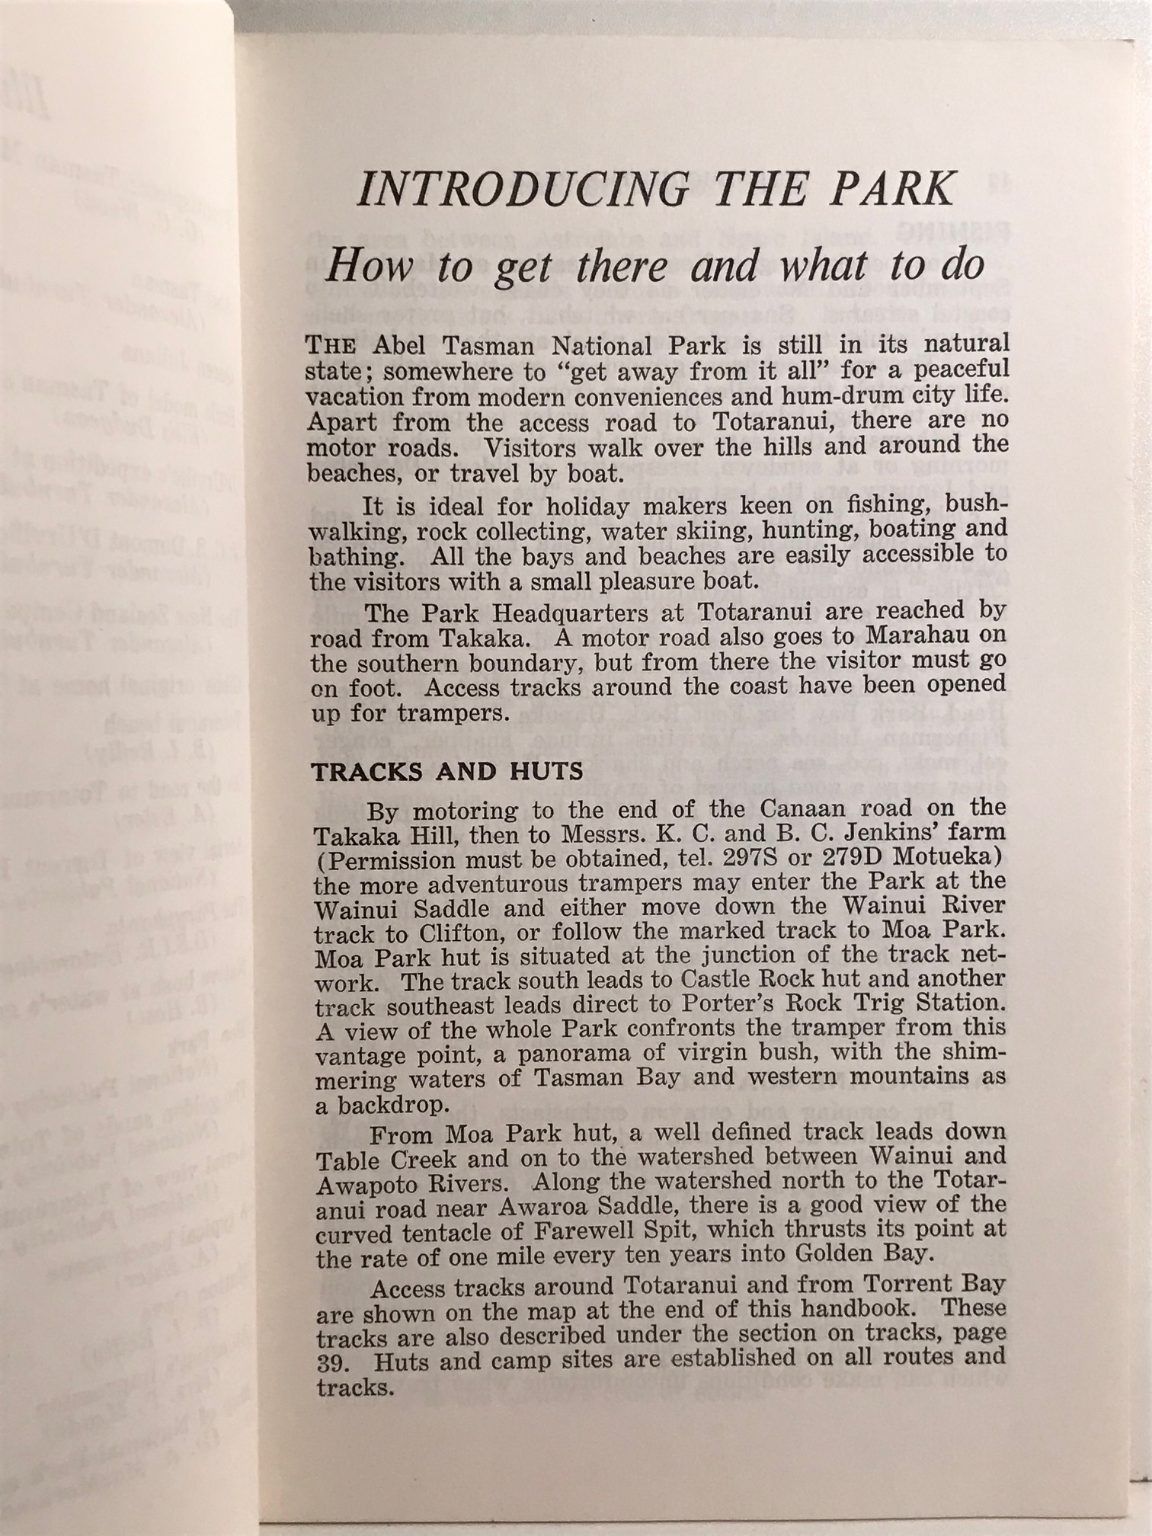 INTRODUCING THE PARK
How to get there and what to do
THE Abel Tasman National Park is still in its natural
state; somewhere to “get away from it all” for a peaceful
vacation from modern conveniences and hum-drum city life.
Apart from the access road to Totaranui, there are no
motor roads. Visitors walk over the hills and around the
beaches, or travel by boat.
It is ideal for holiday makers keen on fishing, bush-
walking, rock collecting, water skiing, hunting, boating and
bathing. All the bays and beaches are easily accessible to
the visitors with a small pleasure boat.
The Park Headquarters at Totaranui are reached by
road from Takaka. A motor road also goes to Marahau on
the southern boundary, but from there the visitor must go
on foot. Access tracks around the coast have been opened
up for trampers.
TRACKS AND HUTS
By motoring to the end of the Canaan road on the
Takaka Hill, then to Messrs. K. C. and B. C. Jenkins’ farm
(Permission must be obtained, tel. 297S or 279D Motueka)
the more adventurous trampers may enter the Park at the
Wainui Saddle and either move down the Wainui River
track to Clifton, or follow the marked track to Moa Park.
Moa Park hut is situated at the junction of the track net-
work. The track south leads to Castle Rock hut and another
track southeast leads direct to Porter’s Rock Trig Station.
A view of the whole Park confronts the tramper from this
vantage point, a panorama of virgin bush, with the shim-
mering waters of Tasman Bay and western mountains as
a backdrop.
From Moa Park hut, a well defined track leads down
Table Creek and on to the watershed between Wainui and
Awapoto Rivers. Along the watershed north to the Totar-
anui road near Awaroa Saddle, there is a good view of the
curved tentacle of Farewell Spit, which thrusts its point at
the rate of one mile every ten years into Golden Bay.
Access tracks around Totaranui and from Torrent Bay
are shown on the map at the end of this handbook. These
tracks are also described under the section on tracks, page
39. Huts and camp sites are established on all routes and
tracks.